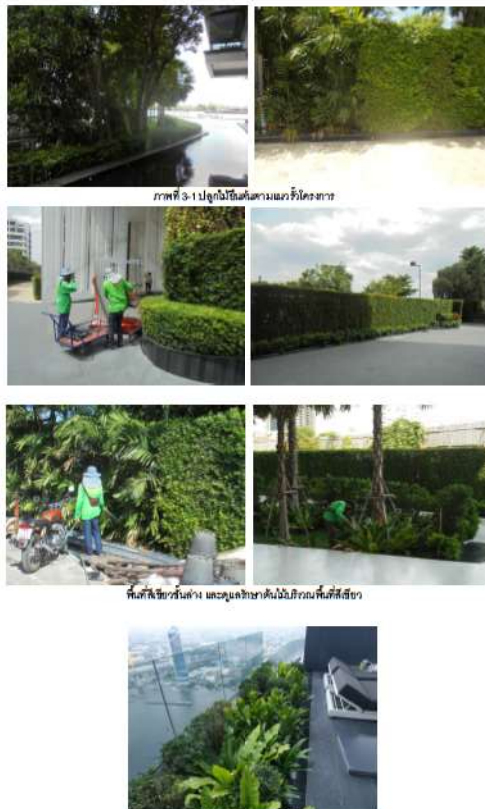 ภาพที่ 3-1 ปลูกไม้ยืนต้นตามแนวรั้วโครงการ
พื้นที่สีเขียวชั้นล่าง และดูแลรักษาต้นไม้บริเวณพื้นที่สีเขียว